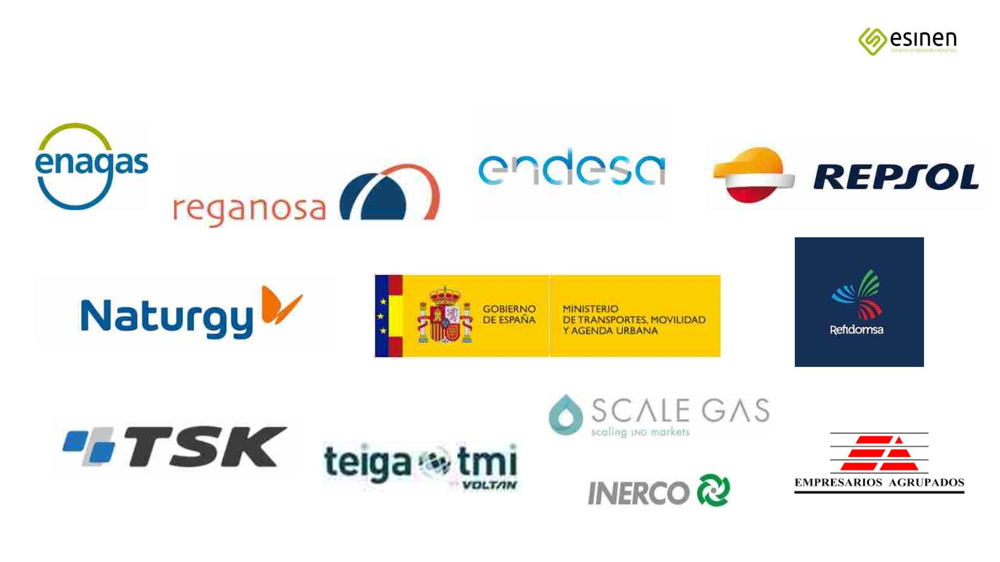 esinen
ESTUDIOS DE INGENIERÍA ENERGÉTICA
enagas
reganosa
endesa
REPSOL
Naturgy
GOBIERNO
DE ESPAÑA
MINISTERIO
DE TRANSPORTES, MOVILIDAD
Y AGENDA URBANA
Refidomsa
TSK
teiga tmi
VOLTAN
SCALE GAS
scaling LNG markets
INERCO
EMPRESARIOS AGRUPADOS